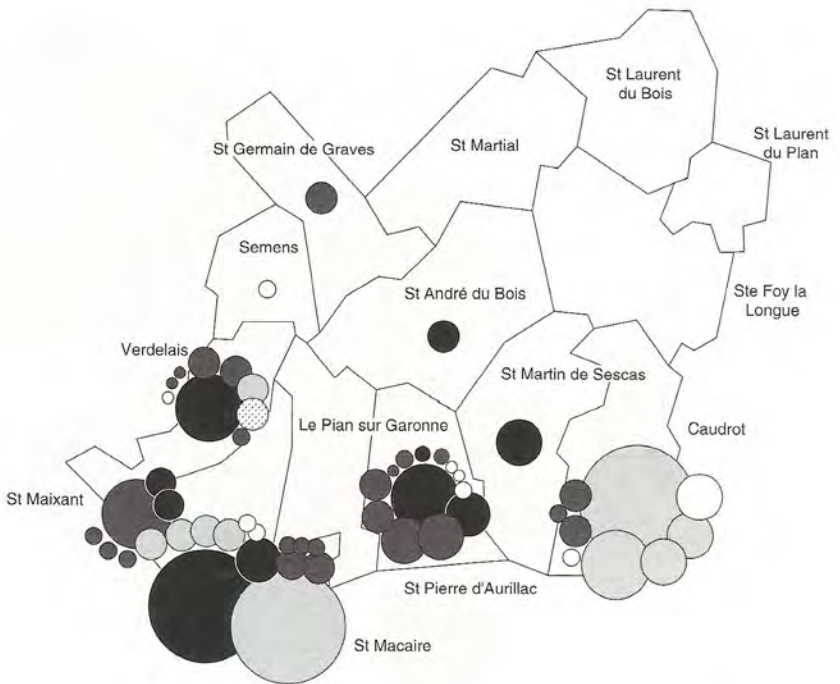 St Laurent
du Bois
St Laurent
du Plan
St Martial
St Germain de Graves
Semens
St André du Bois
Ste Foy la
Longue
Verdelais
St Martin de Sescas
Le Pian sur Garonne
Caudrot
St Maixant
St Pierre d'Aurillac
St Macaire